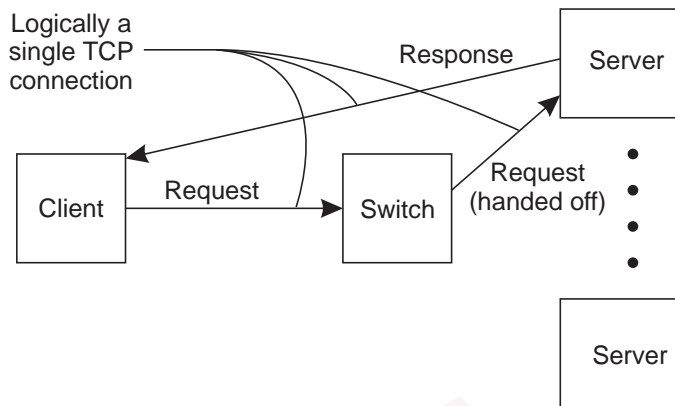 Logically a
single TCP
connection
Response
Server
Client
Request
Switch
Request
(handed off)
Server